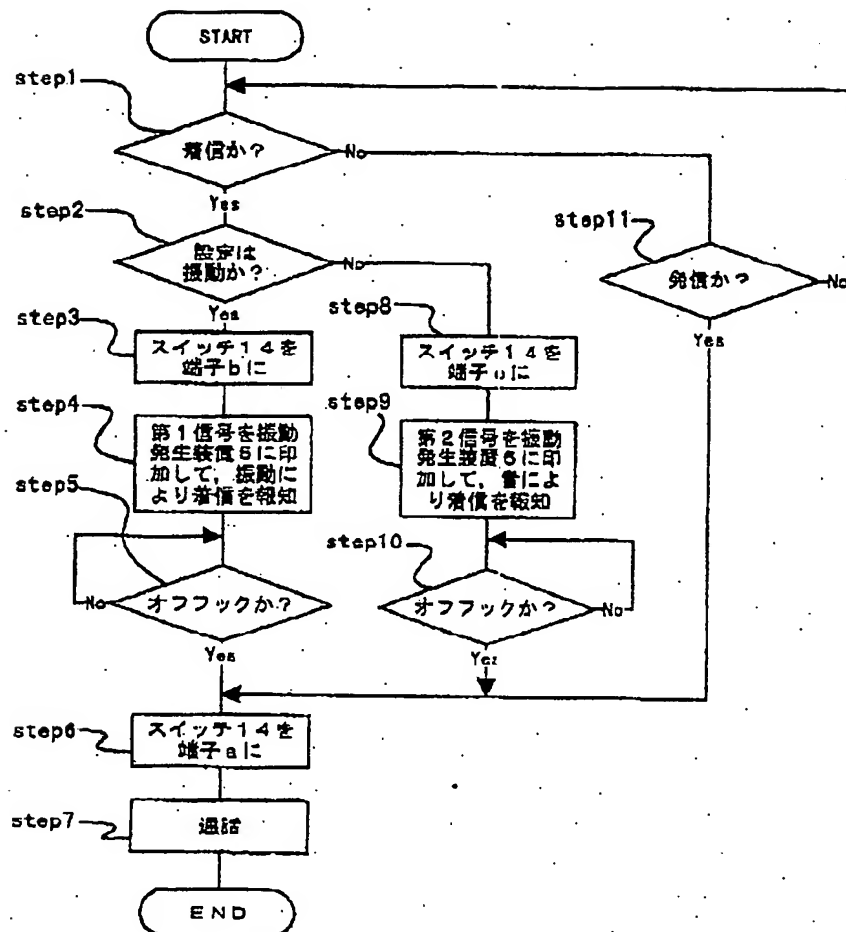 START
step1
着信か?
No
Yes
step2
設定は
振動か?
No
Yes
step11
発信か?
No
Yes
step3
スイッチ14を
端子bに
step8
スイッチ14を
端子
に
step4
第1信号を振動
発生装
6に印
加して,振動に
より着信を報知
step9
第2信号を振動
発生装置6に印
加して,音によ
り着信を報知
step5
オフフックか?
No
Yes
step10
オフフックか?
No
Yes
step6
スイッチ14を
端子aに
step7
通話
END